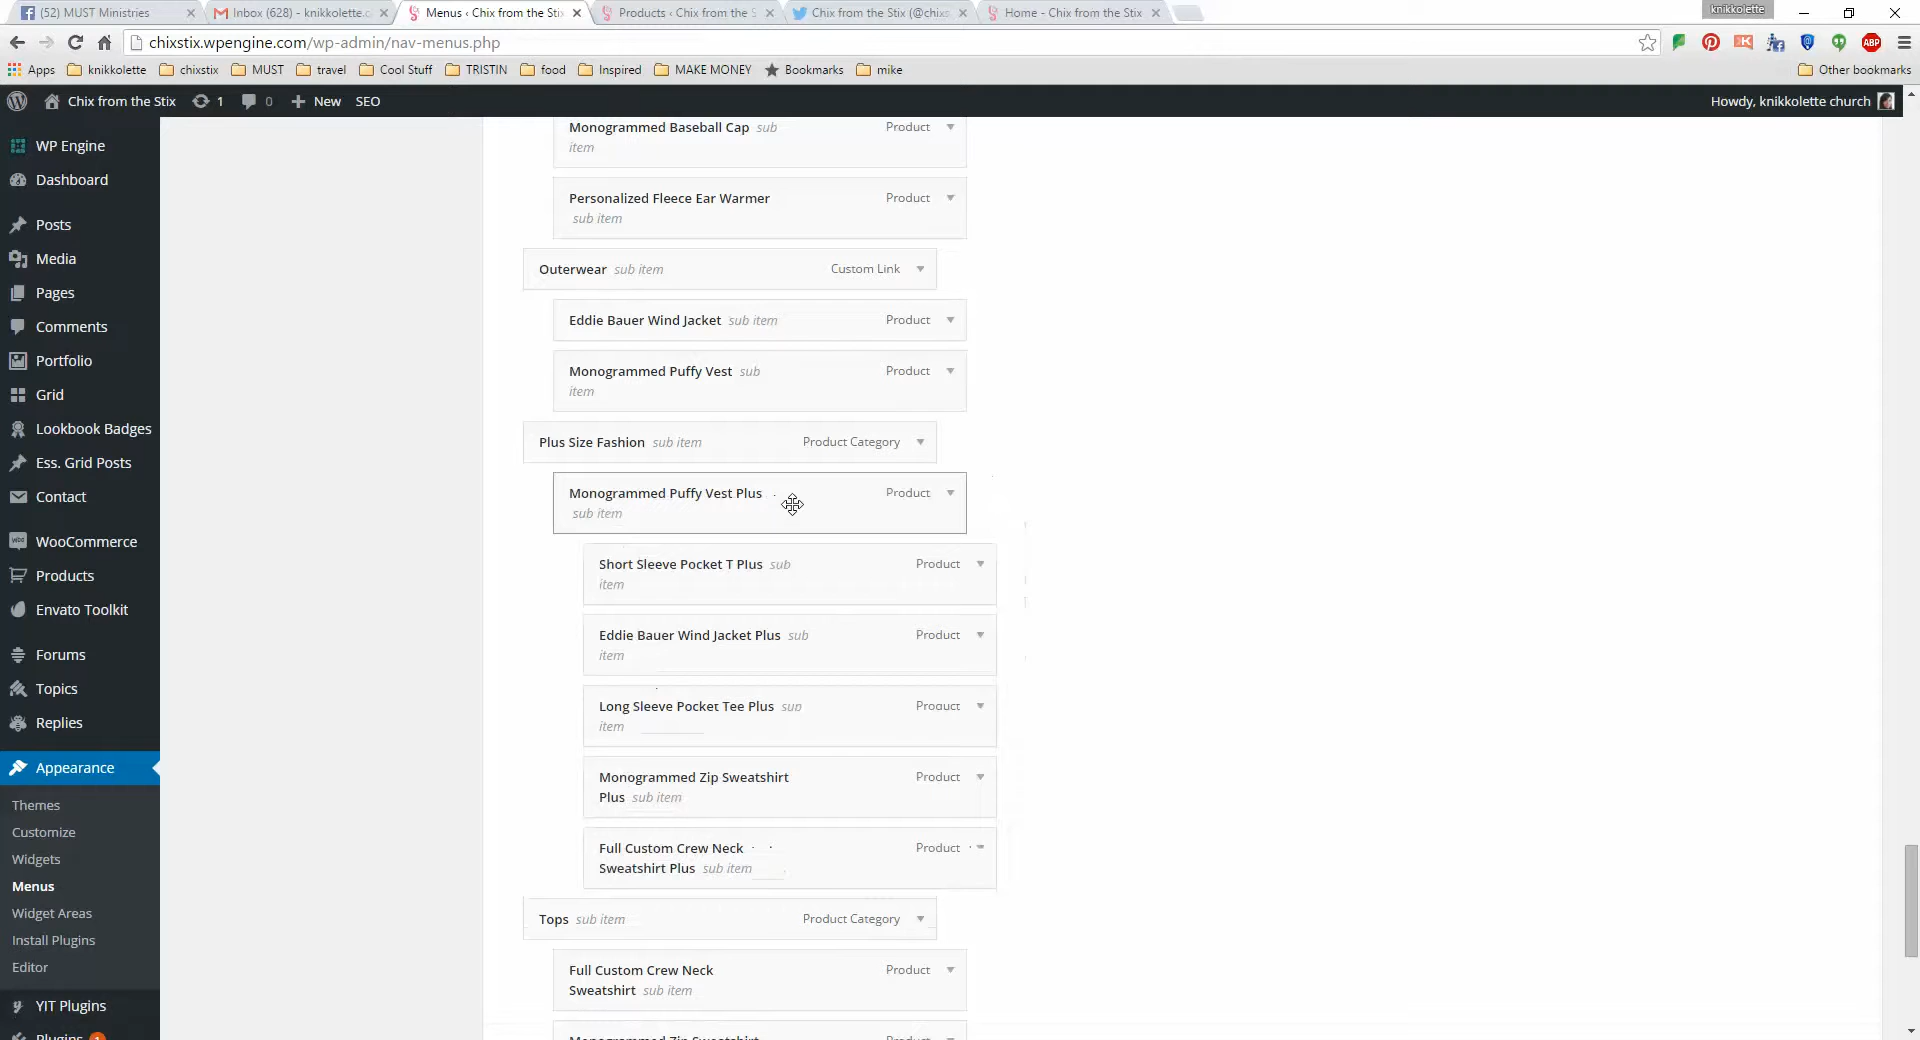 (52) MUST Ministries
Inbox (628) - knikkolette.c
Menus ‹ Chix from the Sti
Products ‹ Chix from the S
Chix from the Stix (@chixs
Home - Chix from the Stix
knikkolette
chixstix.wpengine.com/wp-admin/nav-menus.php
ABP
Apps knikkolette chixstix MUST travel Cool Stuff TRISTIN food Inspired MAKE MONEY Bookmarks mike Other bookmarks
Chix from the Stix 1 0 New SEO Howdy, knikkolette church
WP Engine
Dashboard
Posts
Media
Pages
Comments
Portfolio
Grid
Lookbook Badges
Ess. Grid Posts
Contact
WooCommerce
Products
Envato Toolkit
Forums
Topics
Replies
Appearance
Themes
Customize
Widgets
Menus
Widget Areas
Install Plugins
Editor
YIT Plugins
Plugins 1
Monogrammed Baseball Cap sub Product
item
Personalized Fleece Ear Warmer Product
sub item
Outerwear sub item Custom Link
Eddie Bauer Wind Jacket sub item Product
Monogrammed Puffy Vest sub Product
item
Plus Size Fashion sub item Product Category
Monogrammed Puffy Vest Plus Product
sub item
Short Sleeve Pocket T Plus sub Product
item
Eddie Bauer Wind Jacket Plus sub Product
item
Long Sleeve Pocket Tee Plus sub Product
item
Monogrammed Zip Sweatshirt Product
Plus sub item
Full Custom Crew Neck Product
Sweatshirt Plus sub item
Tops sub item Product Category
Full Custom Crew Neck Product
Sweatshirt sub item
Monogrammed Zip Sweatshirt Product